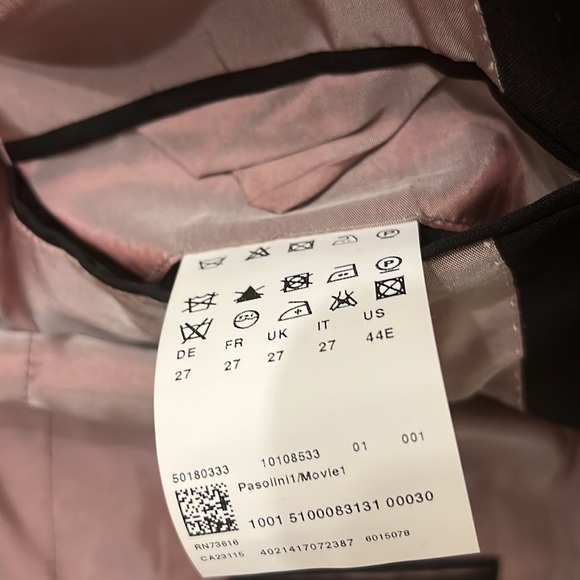 DE FR UK IT US
27 27 27 27 44E
50180333 10108533 01 001
Pasolini1/Movie1
1001 5100083131 00030
RN73616
CA23115 4021417072387 6015078